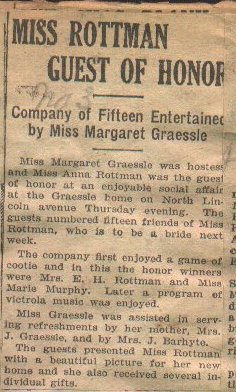 MISS ROTTMAN
GUEST OF HONOR
Company of Fifteen Entertained
by Miss Margaret Graessle
Miss Margaret Graessle was hostess
and Miss Anna Rottman was the guest
of honor at an enjoyable social affair
at the Graessle home on North Lin-
coln avenue Thursday evening. The
guests numbered fifteen friends of Miss
Rottman, who is to be a bride next
week.
The company first enjoyed a game of
cootie and in this the honor winners
were Mrs. E. H. Rottman and Miss
Marie Murphy. Later a program of
victrola music was enjoyed.
Miss Graessle was assisted in serv-
ing refreshments by her mother, Mrs.
J. Graessle, and by Mrs. J. Barhyte.
The guests presented Miss Rottman
with a beautiful picture for her new
home and she also received several in-
dividual gifts.